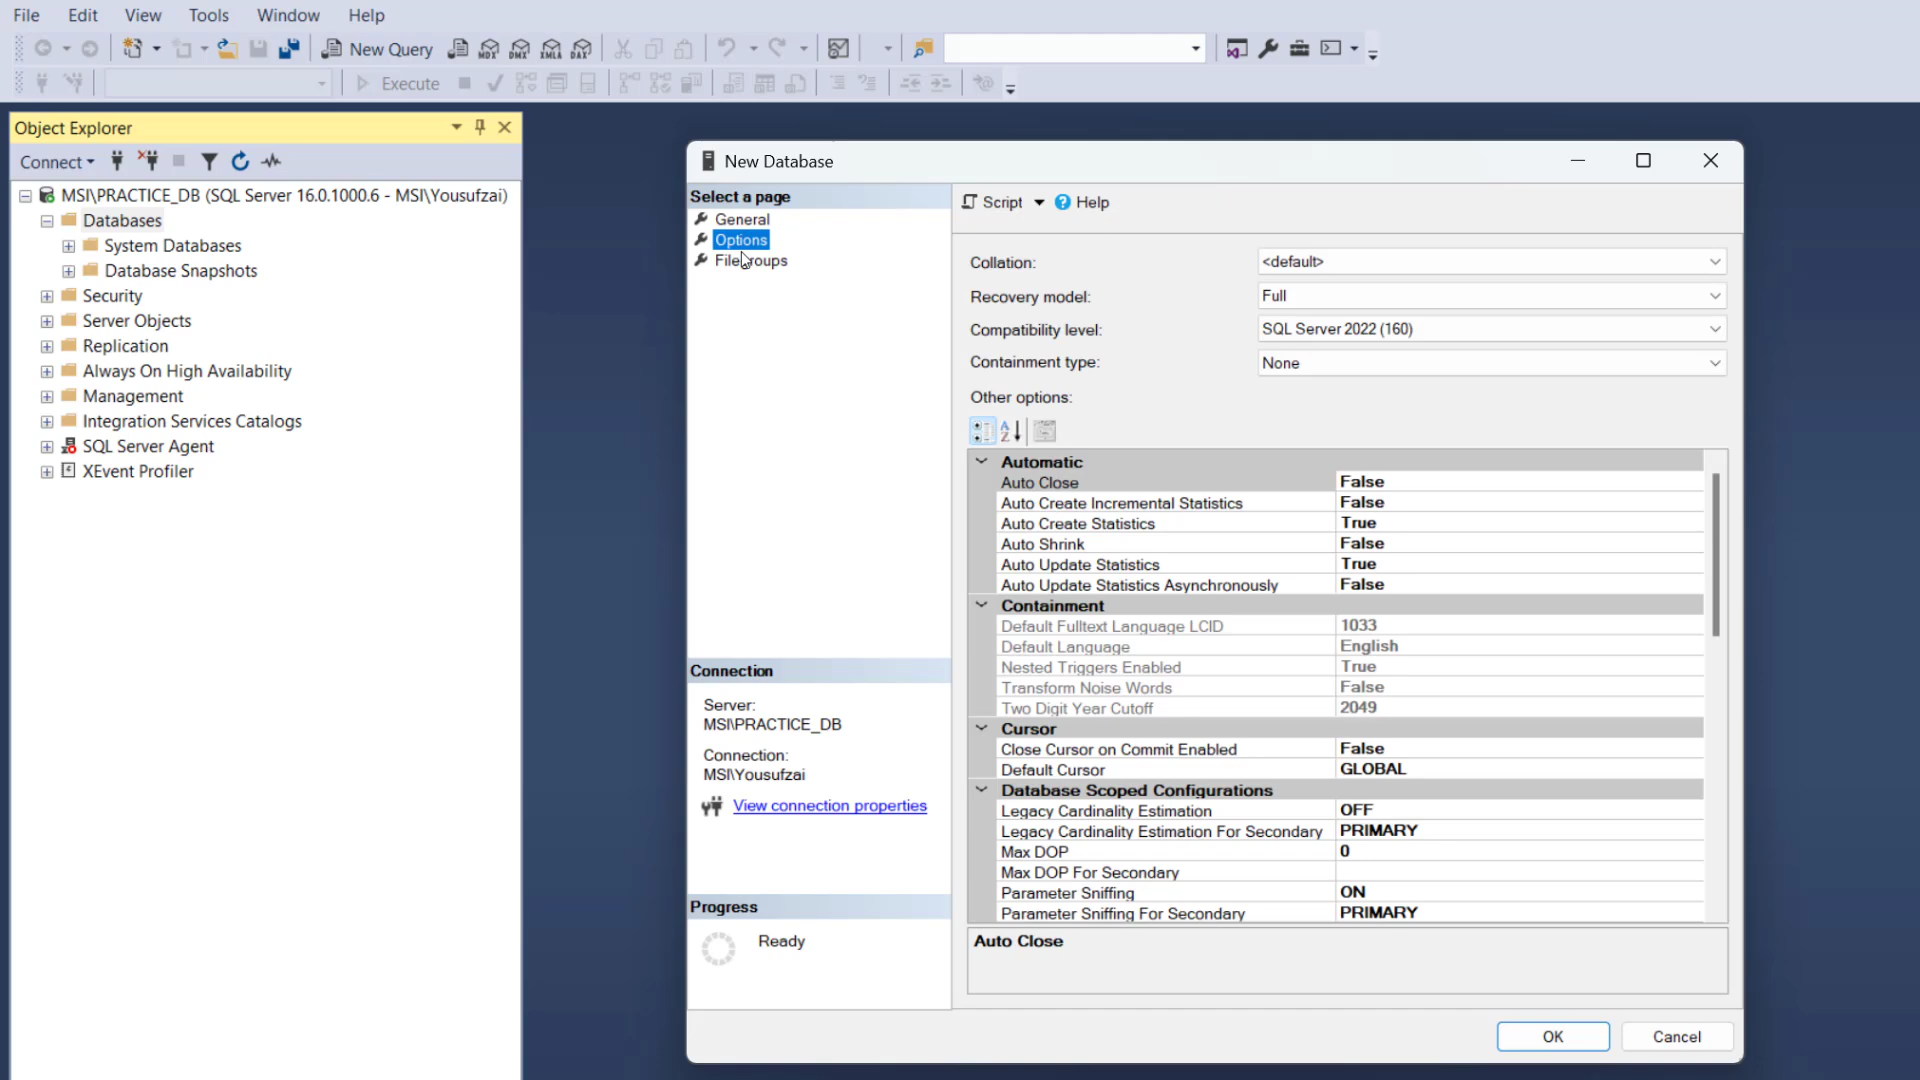 File Edit View Tools Window Help
New Query MDX DMX XMLA DAX
Execute
Object Explorer
Connect
MSI\PRACTICE_DB (SQL Server 16.0.1000.6 - MSI\Yousufzai)
Databases
System Databases
Database Snapshots
Security
Server Objects
Replication
Always On High Availability
Management
Integration Services Catalogs
SQL Server Agent
XEvent Profiler
New Database
Select a page
General
Options
Filegroups
Connection
Server:
MSI\PRACTICE_DB
Connection:
MSI\Yousufzai
View connection properties
Progress
Ready
Script Help
Collation: <default>
Recovery model: Full
Compatibility level: SQL Server 2022 (160)
Containment type: None
Other options:
Automatic
Auto Close False
Auto Create Incremental Statistics False
Auto Create Statistics True
Auto Shrink False
Auto Update Statistics True
Auto Update Statistics Asynchronously False
Containment
Default Fulltext Language LCID 1033
Default Language English
Nested Triggers Enabled True
Transform Noise Words False
Two Digit Year Cutoff 2049
Cursor
Close Cursor on Commit Enabled False
Default Cursor GLOBAL
Database Scoped Configurations
Legacy Cardinality Estimation OFF
Legacy Cardinality Estimation For Secondary PRIMARY
Max DOP 0
Max DOP For Secondary
Parameter Sniffing ON
Parameter Sniffing For Secondary PRIMARY
Auto Close
OK Cancel